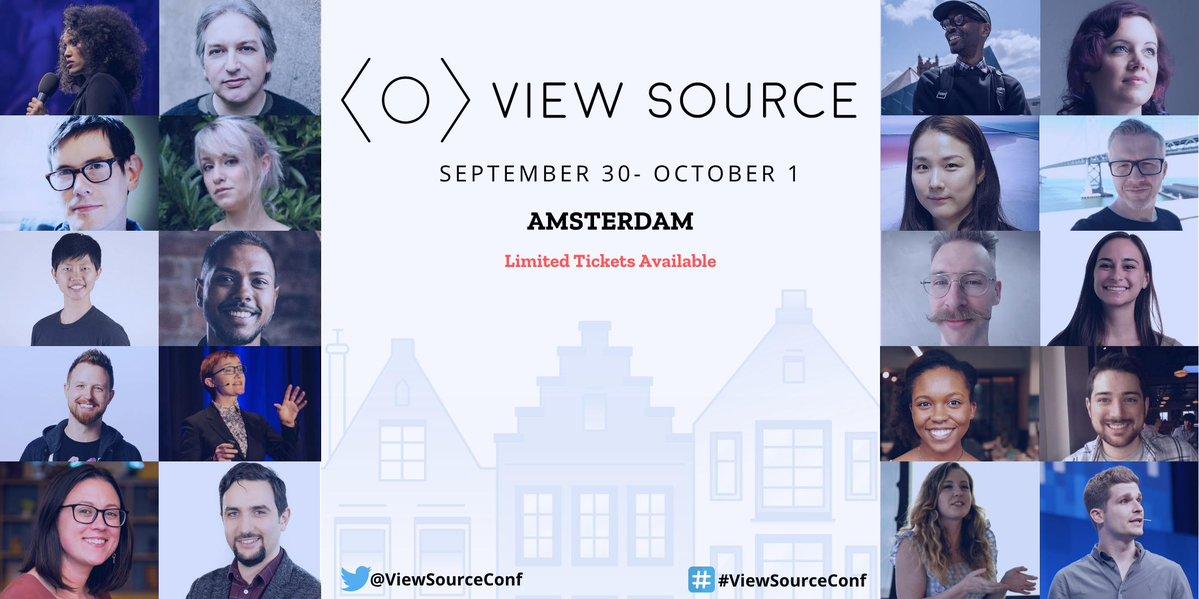 VIEW SOURCE
SEPTEMBER 30- OCTOBER 1
AMSTERDAM
Limited Tickets Available
@ViewSourceConf
# #ViewSourceConf